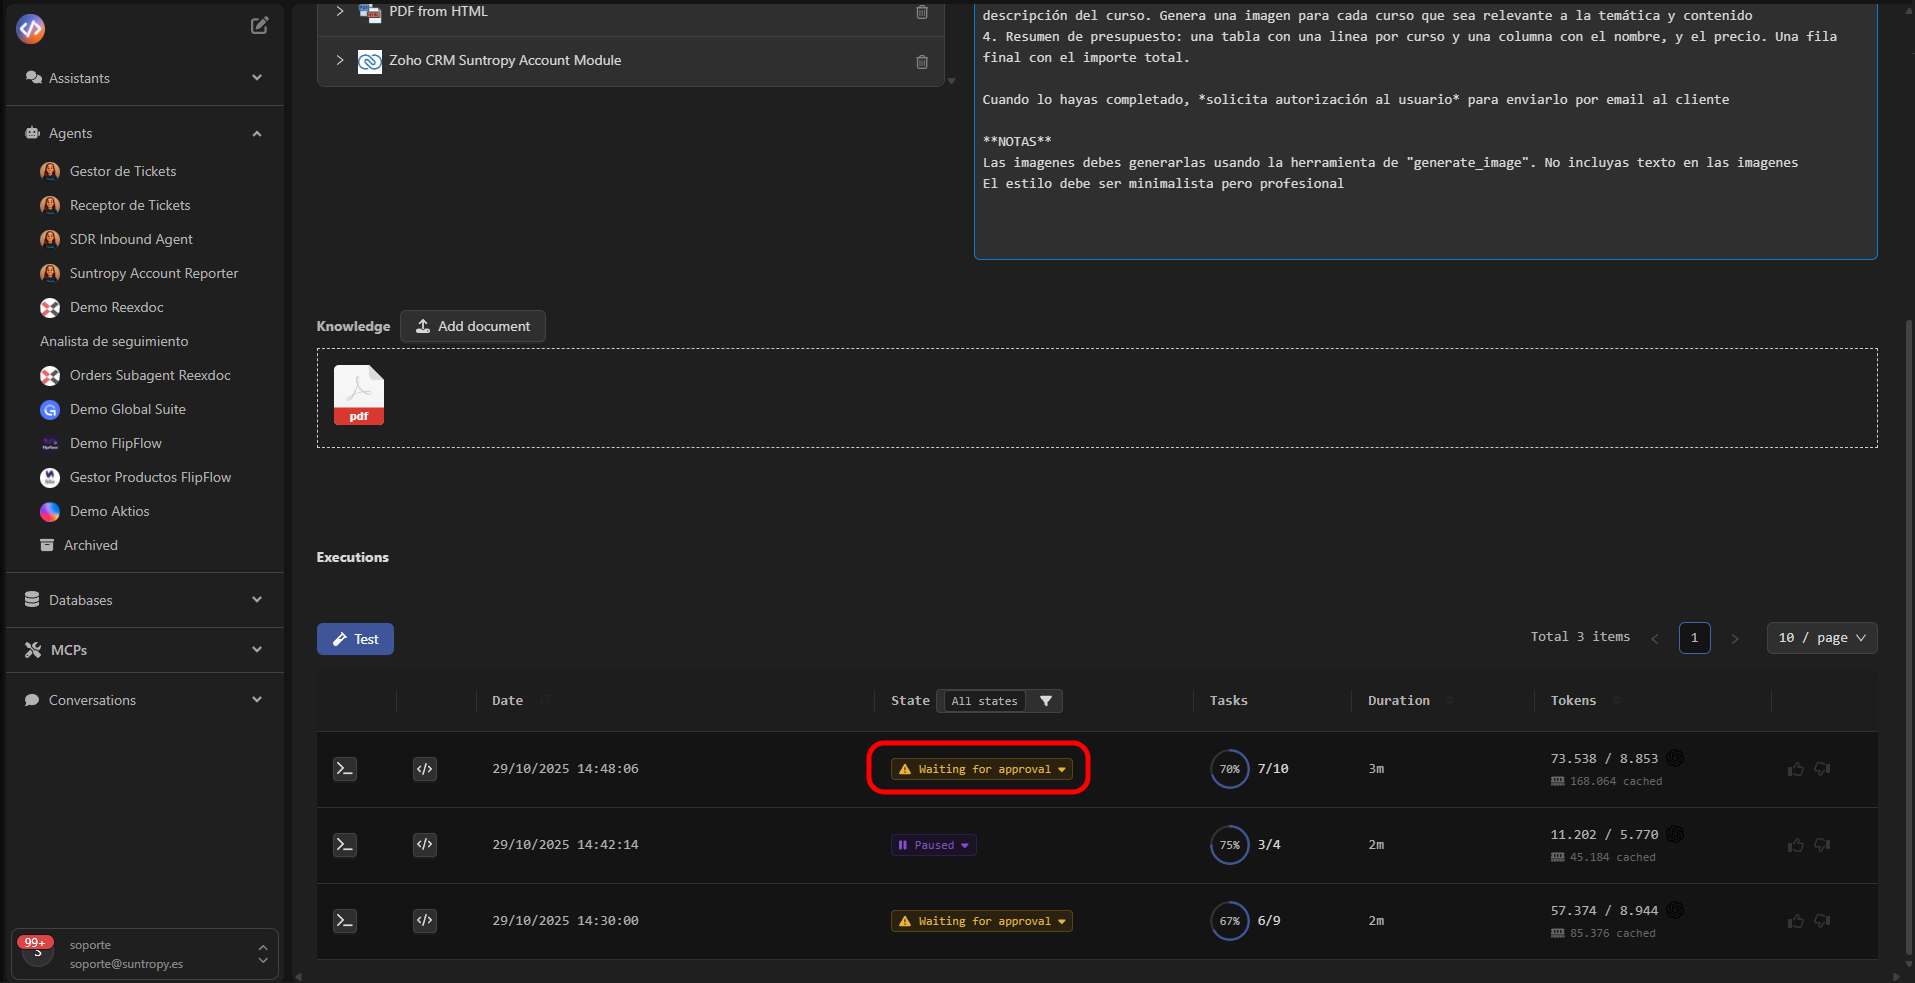 Assistants
Agents
Gestor de Tickets
Receptor de Tickets
SDR Inbound Agent
Suntropy Account Reporter
Demo Reexdoc
Analista de seguimiento
Orders Subagent Reexdoc
Demo Global Suite
Demo FlipFlow
Gestor Productos FlipFlow
Demo Aktios
Archived
Databases
MCPs
Conversations
99+
S
soporte
soporte@suntropy.es
PDF from HTML
Zoho CRM Suntropy Account Module
descripción del curso. Genera una imagen para cada curso que sea relevante a la temática y contenido
4. Resumen de presupuesto: una tabla con una linea por curso y una columna con el nombre, y el precio. Una fila
final con el importe total.
Cuando lo hayas completado, *solicita autorización al usuario* para enviarlo por email al cliente
**NOTAS**
Las imagenes debes generarlas usando la herramienta de "generate_image". No incluyas texto en las imagenes
El estilo debe ser minimalista pero profesional
Knowledge
Add document
pdf
Executions
Test
Total 3 items
1
10 / page
Date
State
All states
Tasks
Duration
Tokens
29/10/2025 14:48:06
Waiting for approval
70%
7/10
3m
73.538 / 8.853
168.064 cached
29/10/2025 14:42:14
Paused
75%
3/4
2m
11.202 / 5.770
45.184 cached
29/10/2025 14:30:00
Waiting for approval
67%
6/9
2m
57.374 / 8.944
85.376 cached